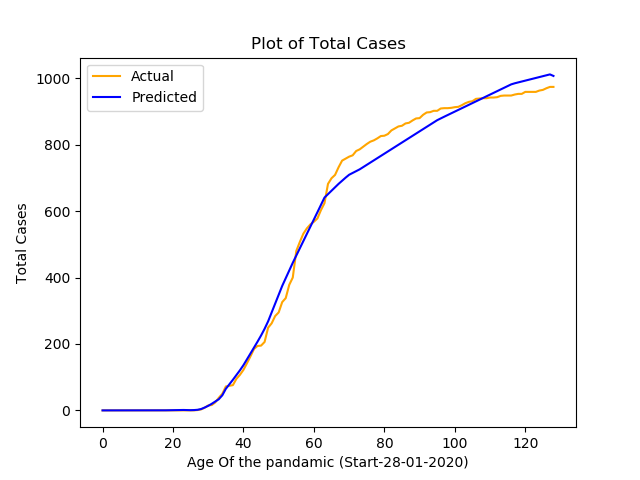 Plot of Total Cases
Actual
Predicted
1000
800
600
400
200
0
Total Cases
0 20 40 60 80 100 120
Age Of the pandamic (Start-28-01-2020)